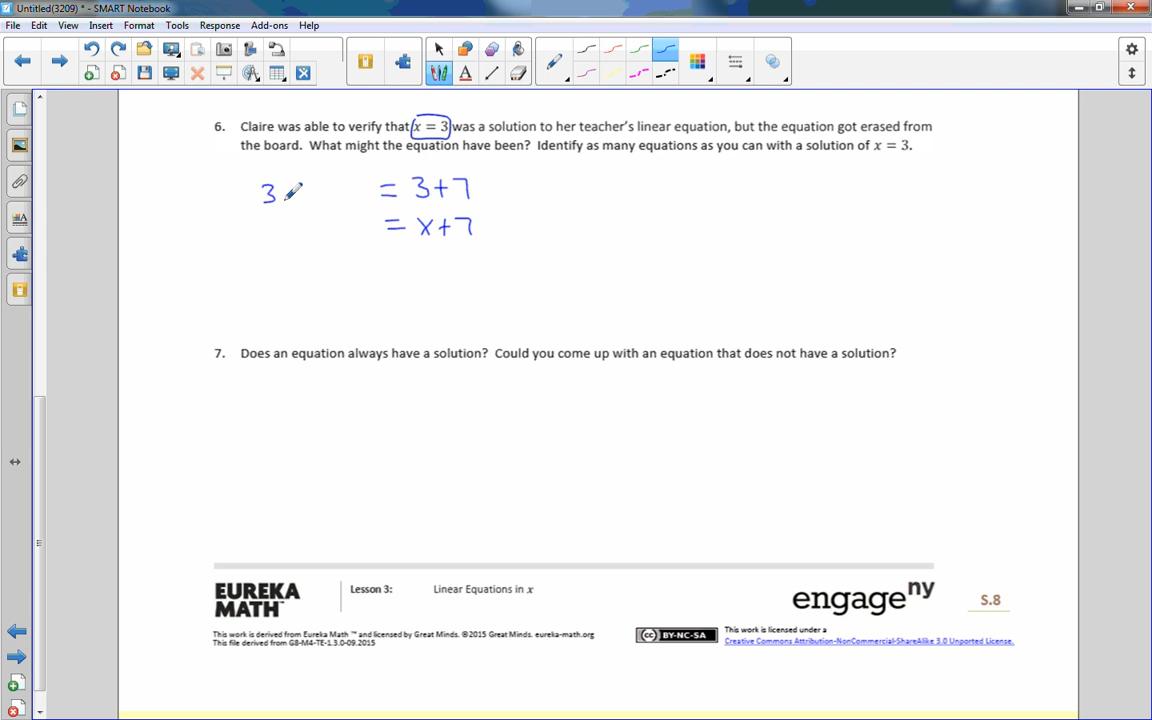 Untitled(3209) * - SMART Notebook
File Edit View Insert Format Tools Response Add-ons Help
6. Claire was able to verify that x = 3 was a solution to her teacher's linear equation, but the equation got erased from
the board. What might the equation have been? Identify as many equations as you can with a solution of x = 3.
3 = 3+7
= x+7
7. Does an equation always have a solution? Could you come up with an equation that does not have a solution?
EUREKA
MATH™
Lesson 3: Linear Equations in x
engageny
S.8
This work is derived from Eureka Math ™ and licensed by Great Minds. ©2015 Great Minds. eureka-math.org
This file derived from G8-M4-TE-1.3.0-09.2015
cc BY-NC-SA
This work is licensed under a
Creative Commons Attribution-NonCommercial-ShareAlike 3.0 Unported License.